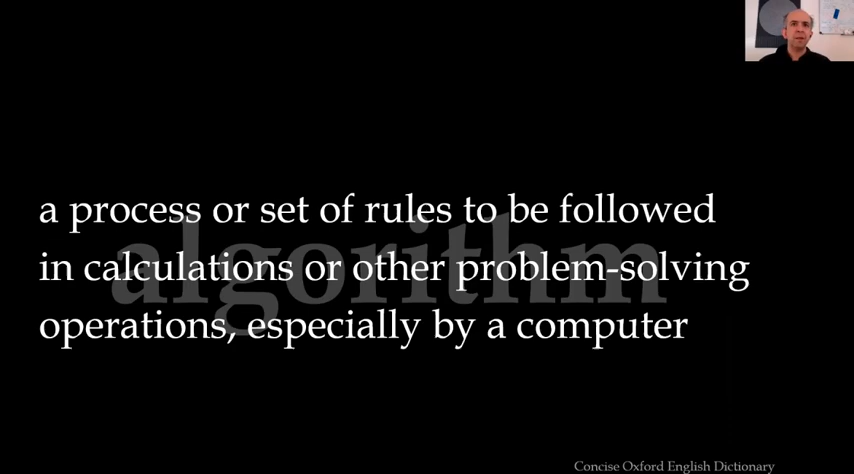 algorithm
a process or set of rules to be followed
in calculations or other problem-solving
operations, especially by a computer
Concise Oxford English Dictionary